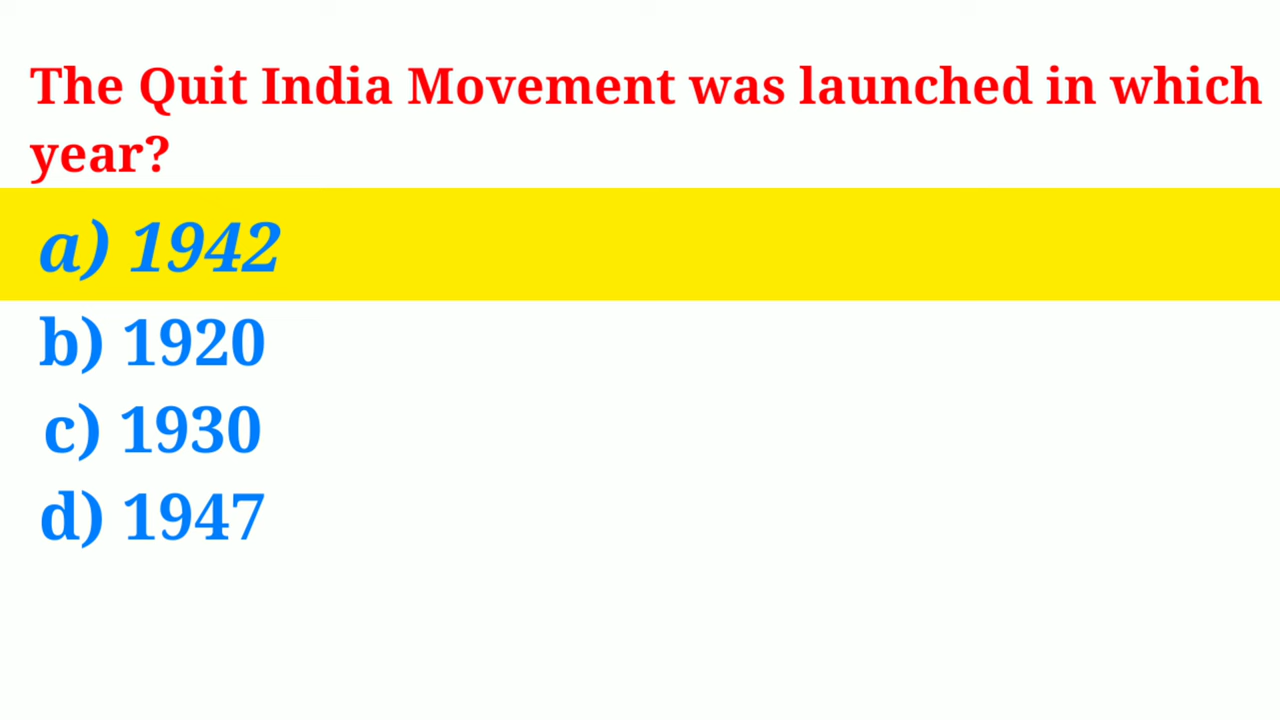 The Quit India Movement was launched in which
year?
a) 1942
b) 1920
c) 1930
d) 1947